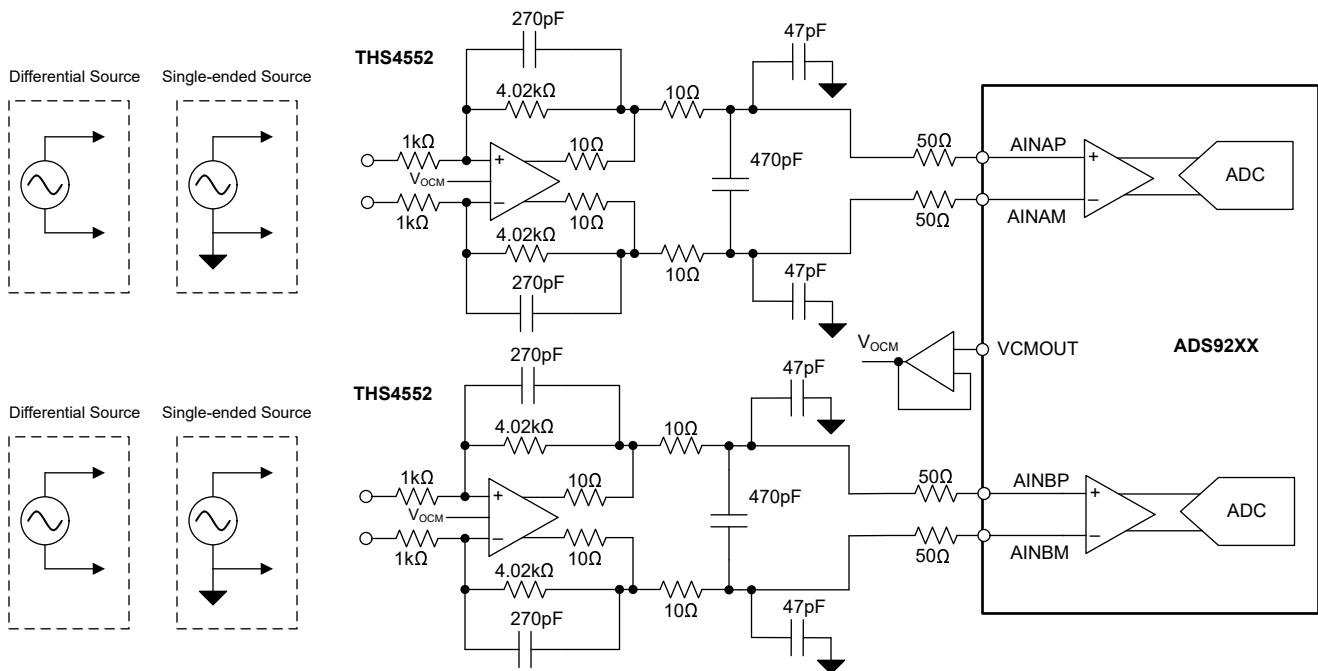 270pF
47pF
THS4552
Differential Source
Single-ended Source
4.02kΩ
10Ω
1kΩ
10Ω
50Ω
+
AINAP
+
VOCM
470pF
ADC
−
10Ω
−
1kΩ
50Ω
AINAM
4.02kΩ
10Ω
47pF
270pF
VOCM
VCMOUT
ADS92XX
270pF
47pF
THS4552
Differential Source
Single-ended Source
4.02kΩ
10Ω
1kΩ
10Ω
50Ω
+
AINBP
+
VOCM
470pF
ADC
−
10Ω
−
1kΩ
50Ω
AINBM
4.02kΩ
10Ω
47pF
270pF